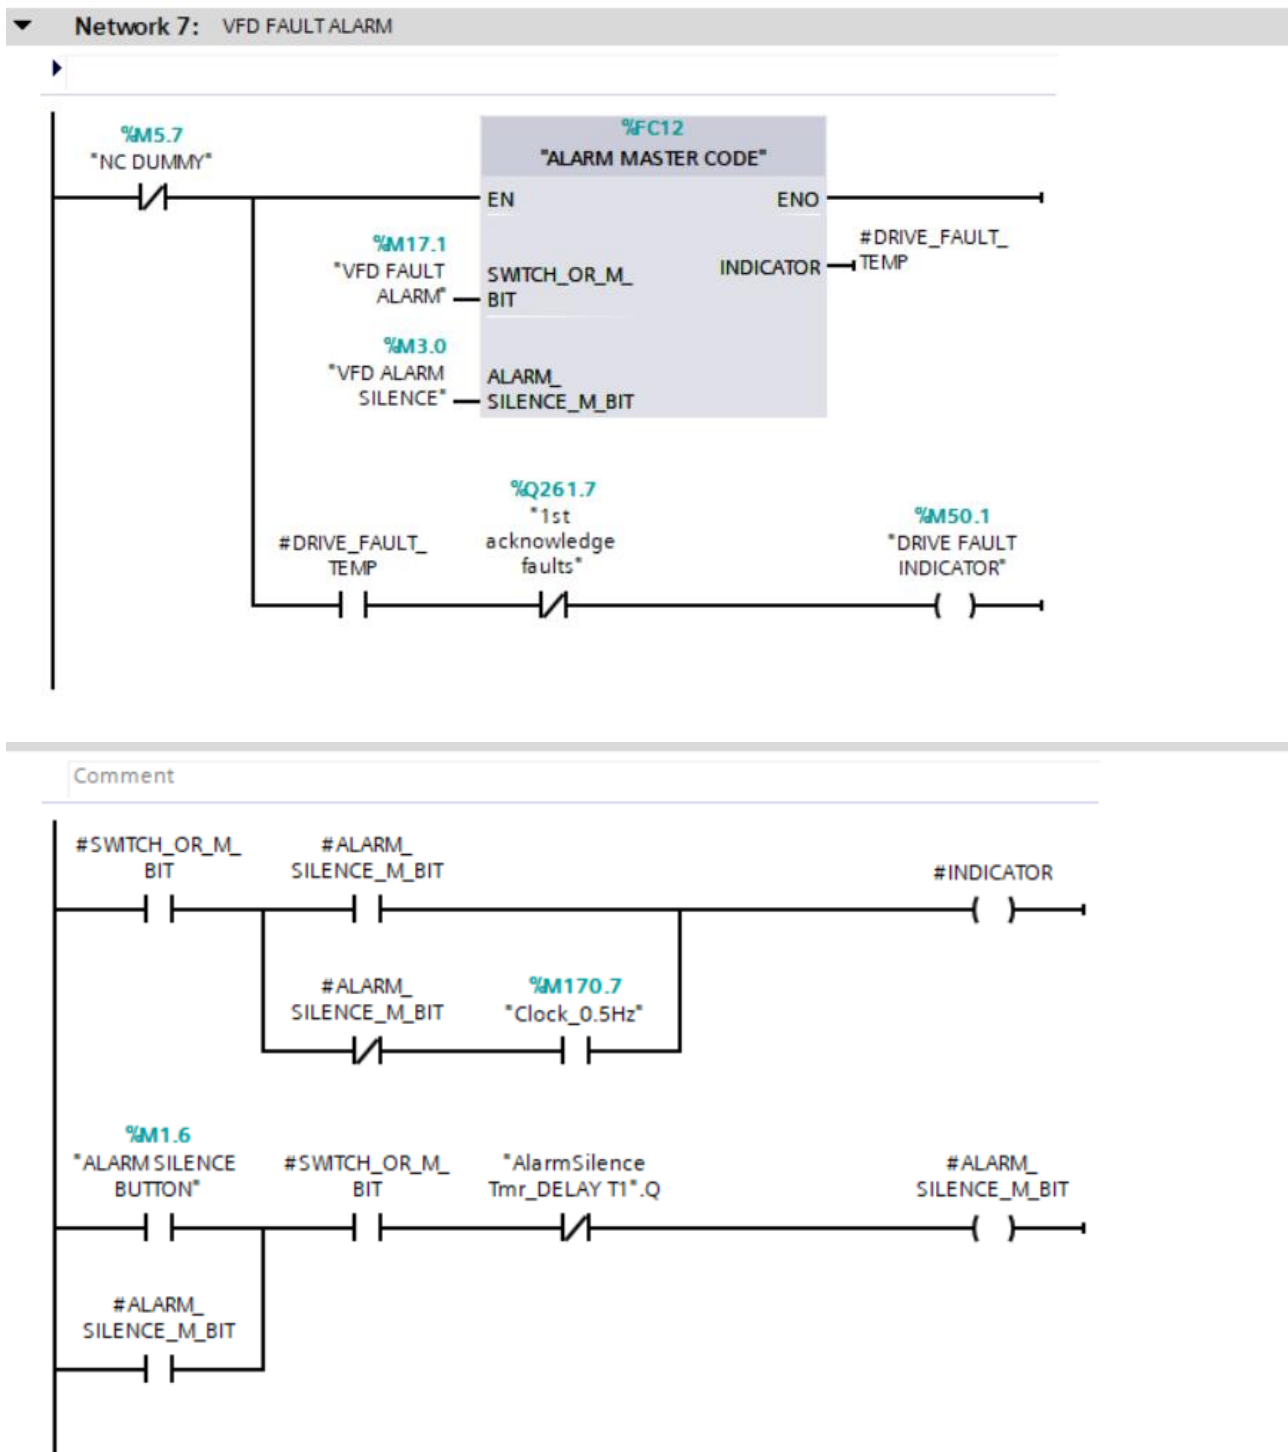 Network 7: VFD FAULT ALARM
%M5.7
"NC DUMMY"
%FC12
"ALARM MASTER CODE"
EN
ENO
%M17.1
"VFD FAULT
ALARM"
SWITCH_OR_M_
BIT
INDICATOR
#DRIVE_FAULT_
TEMP
%M3.0
"VFD ALARM
SILENCE"
ALARM_
SILENCE_M_BIT
#DRIVE_FAULT_
TEMP
%Q261.7
"1st
acknowledge
faults"
%M50.1
"DRIVE FAULT
INDICATOR"
Comment
#SWITCH_OR_M_
BIT
#ALARM_
SILENCE_M_BIT
#INDICATOR
#ALARM_
SILENCE_M_BIT
%M170.7
"Clock_0.5Hz"
%M1.6
"ALARM SILENCE
BUTTON"
#SWITCH_OR_M_
BIT
"AlarmSilence
Tmr_DELAY T1".Q
#ALARM_
SILENCE_M_BIT
#ALARM_
SILENCE_M_BIT